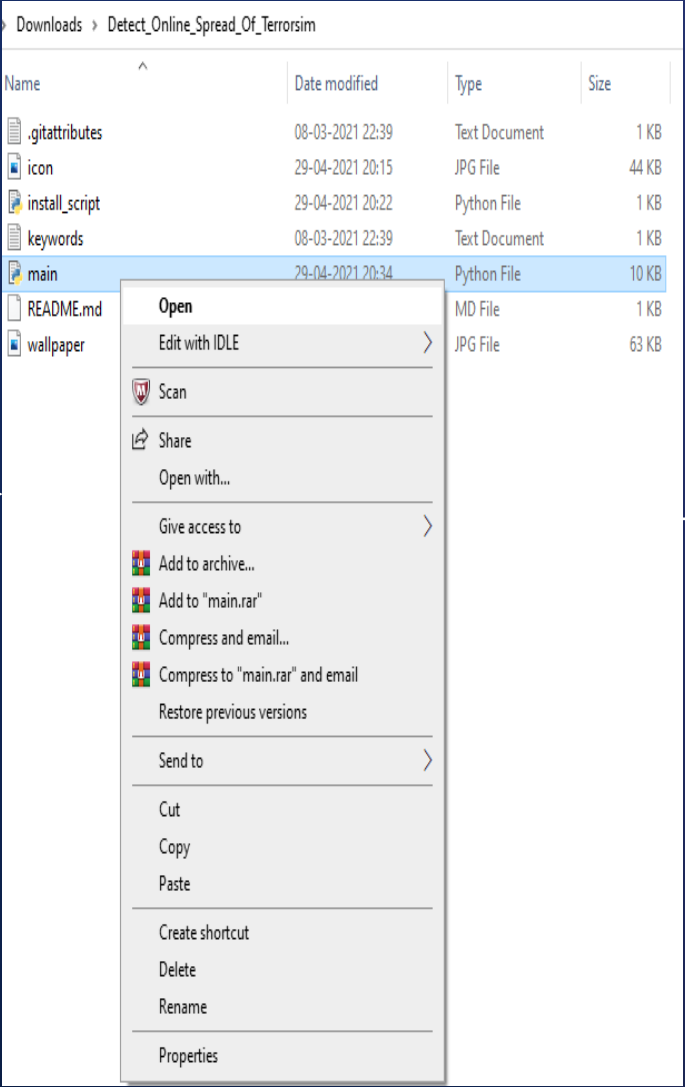 Downloads › Detect_Online_Spread_Of_Terrorsim
Name Date modified Type Size
.gitattributes 08-03-2021 22:39 Text Document 1 KB
icon 29-04-2021 20:15 JPG File 44 KB
install_script 29-04-2021 20:22 Python File 1 KB
keywords 08-03-2021 22:39 Text Document 1 KB
main 29-04-2021 20:34 Python File 10 KB
README.md MD File 1 KB
wallpaper JPG File 63 KB
Open
Edit with IDLE
Scan
Share
Open with...
Give access to
Add to archive...
Add to "main.rar"
Compress and email...
Compress to "main.rar" and email
Restore previous versions
Send to
Cut
Copy
Paste
Create shortcut
Delete
Rename
Properties